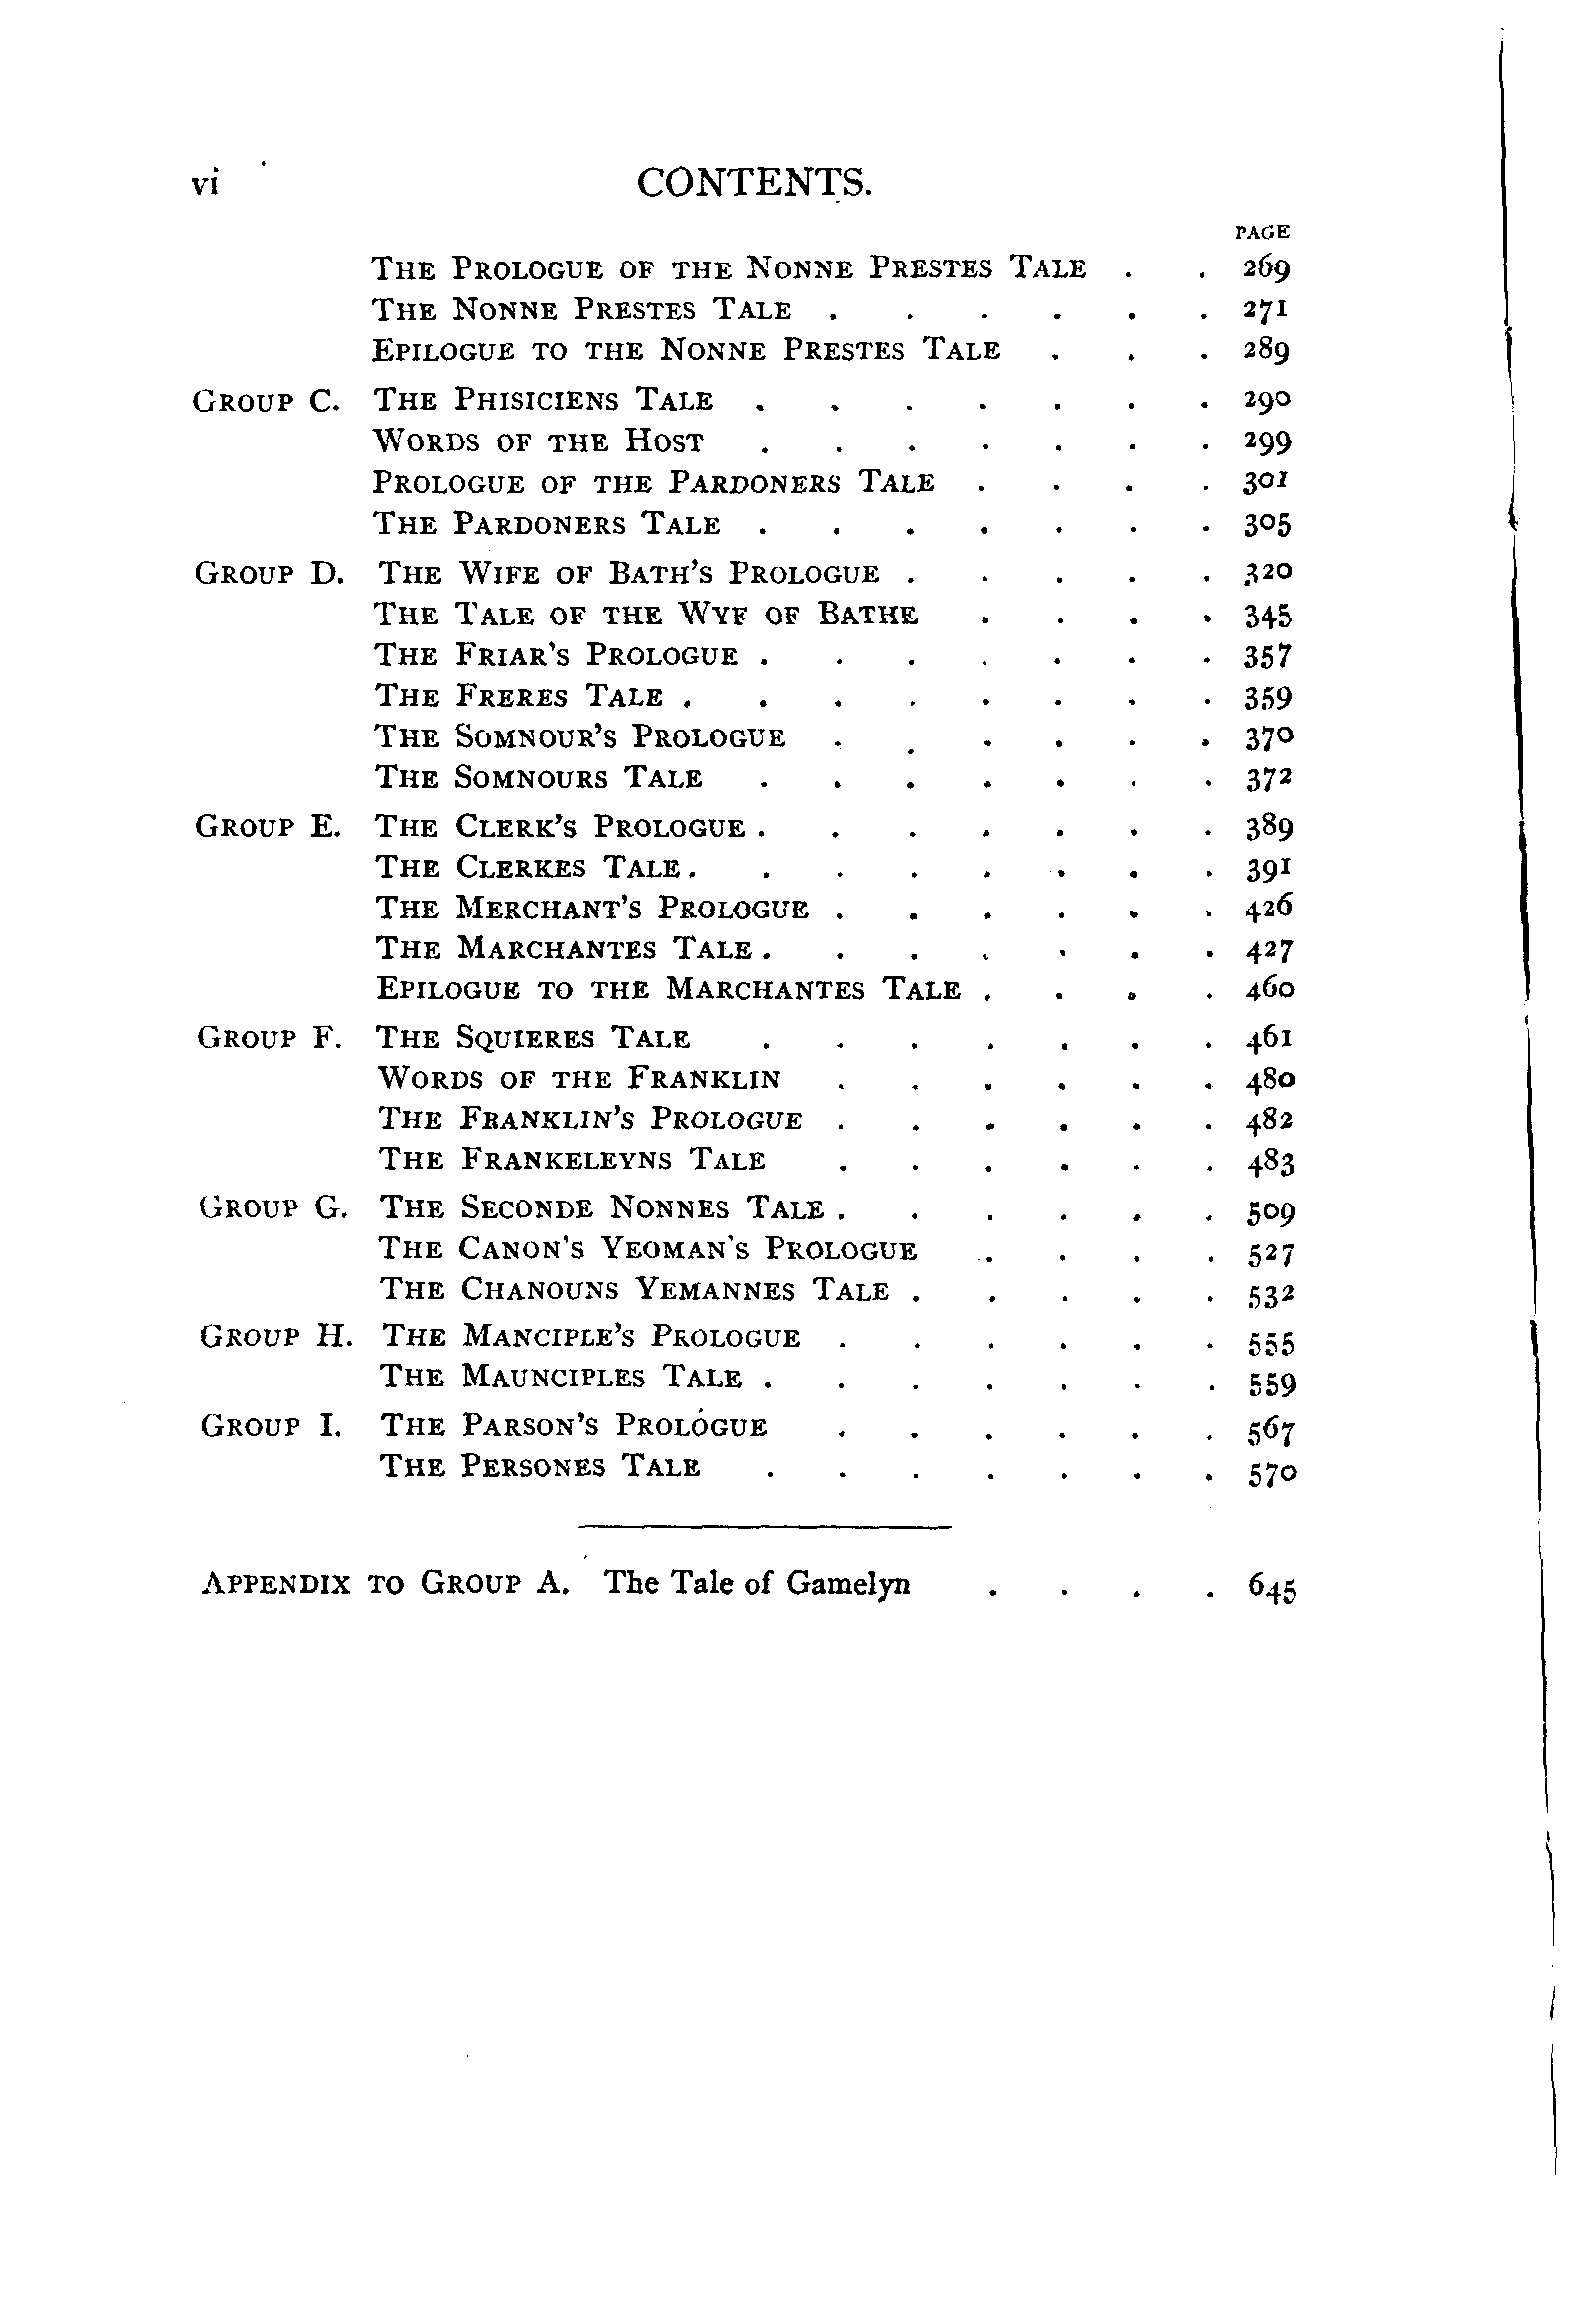 vi CONTENTS.
PAGE
THE PROLOGUE OF THE NONNE PRESTES TALE . . 269
THE NONNE PRESTES TALE . . . . . . 271
EPILOGUE TO THE NONNE PRESTES TALE . . . 289
GROUP C. THE PHISICIENS TALE . . . . . . . 290
WORDS OF THE HOST . . . . . . . 299
PROLOGUE OF THE PARDONERS TALE . . . . 301
THE PARDONERS TALE . . . . . . . 305
GROUP D. THE WIFE OF BATH'S PROLOGUE . . . . . 320
THE TALE OF THE WYF OF BATHE . . . . 345
THE FRIAR'S PROLOGUE . . . . . . . 357
THE FRERES TALE . . . . . . . . 359
THE SOMNOUR'S PROLOGUE . . . . . . 370
THE SOMNOURS TALE . . . . . . . 372
GROUP E. THE CLERK'S PROLOGUE . . . . . . . 389
THE CLERKES TALE . . . . . . . . 391
THE MERCHANT'S PROLOGUE . . . . . . 426
THE MARCHANTES TALE . . . . . . . 427
EPILOGUE TO THE MARCHANTES TALE . . . . 460
GROUP F. THE SQUIERES TALE . . . . . . . 461
WORDS OF THE FRANKLIN . . . . . . 480
THE FRANKLIN'S PROLOGUE . . . . . . 482
THE FRANKELEYNS TALE . . . . . . 483
GROUP G. THE SECONDE NONNES TALE . . . . . . 509
THE CANON'S YEOMAN'S PROLOGUE . . . . 527
THE CHANOUNS YEMANNES TALE . . . . . 532
GROUP H. THE MANCIPLE'S PROLOGUE . . . . . . 555
THE MAUNCIPLES TALE . . . . . . . 559
GROUP I. THE PARSON'S PROLOGUE . . . . . . 567
THE PERSONES TALE . . . . . . . 570
APPENDIX TO GROUP A. The Tale of Gamelyn . . . . 645